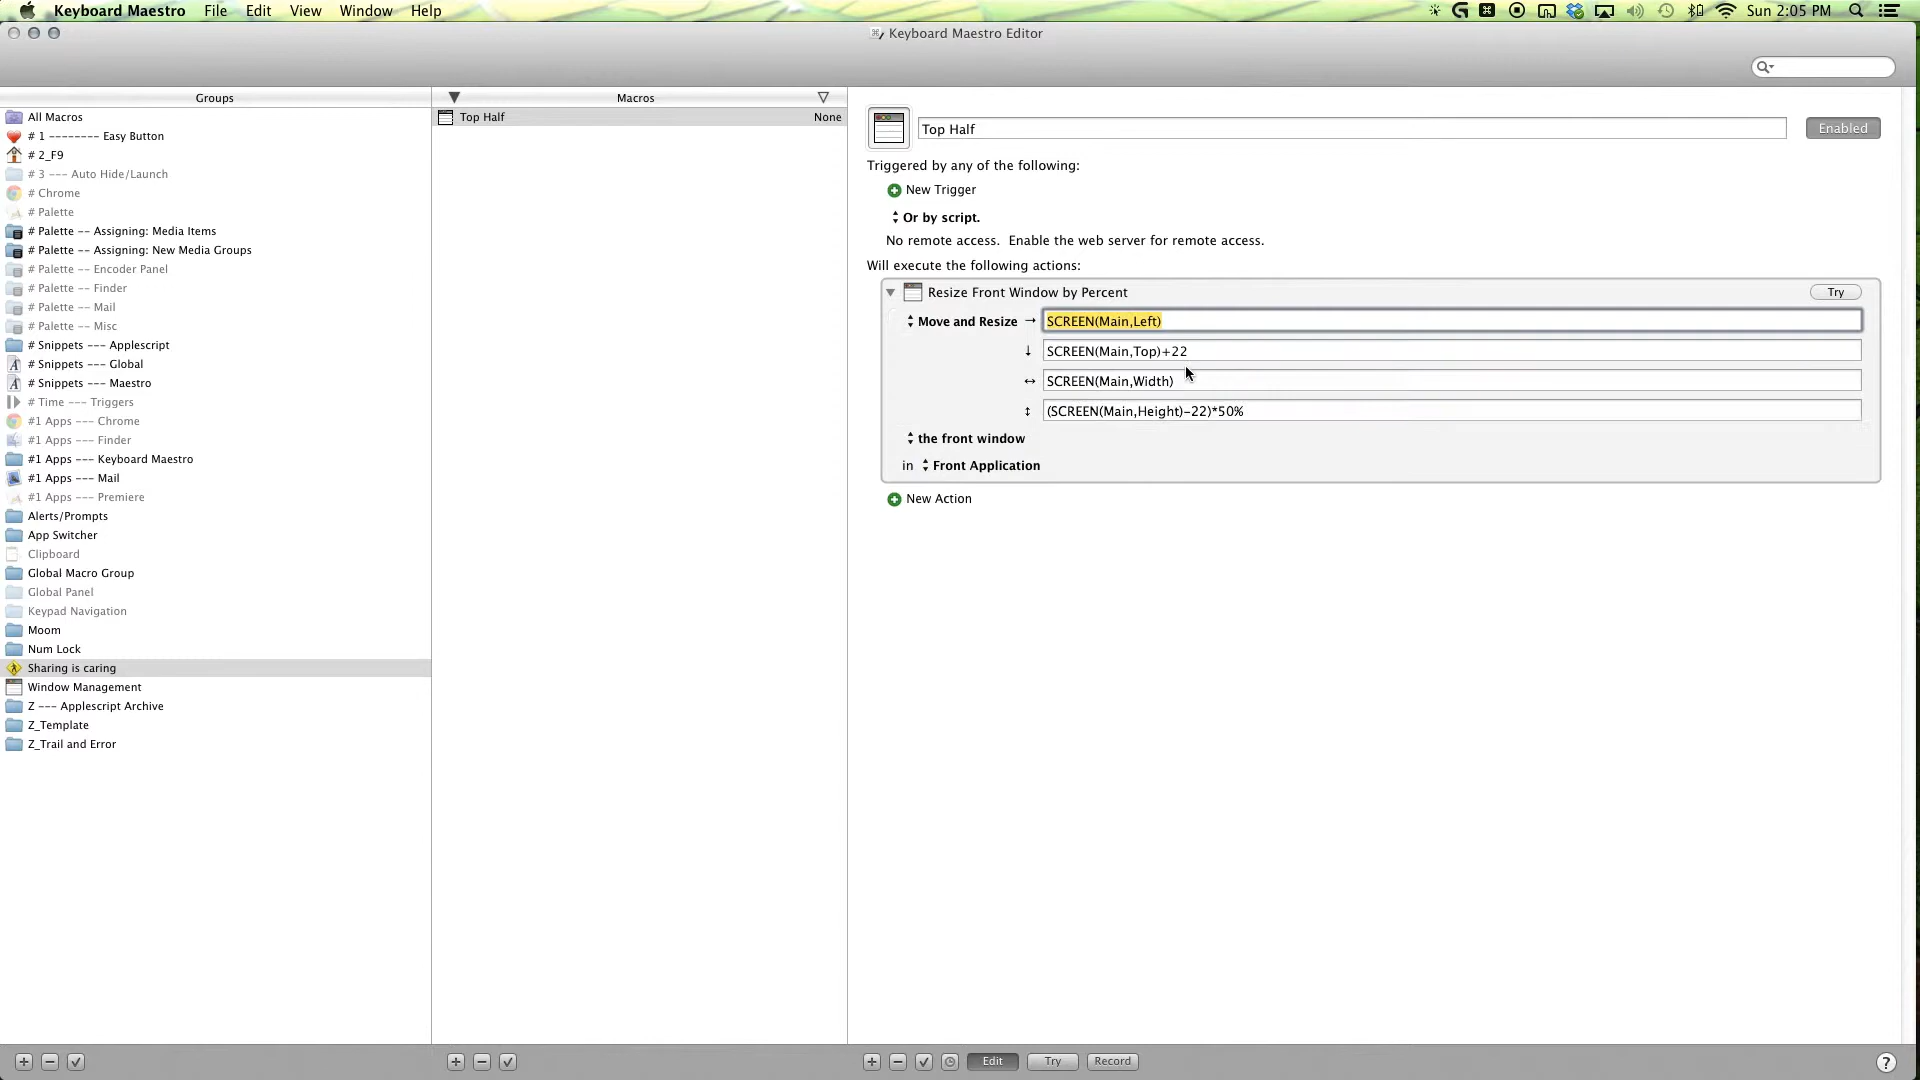 Keyboard Maestro File Edit View Window Help Sun 2:05 PM
Keyboard Maestro Editor
Groups
All Macros
# 1 -------- Easy Button
# 2_F9
# 3 --- Auto Hide/Launch
# Chrome
# Palette
# Palette -- Assigning: Media Items
# Palette -- Assigning: New Media Groups
# Palette -- Encoder Panel
# Palette -- Finder
# Palette -- Mail
# Palette -- Misc
# Snippets --- Applescript
# Snippets --- Global
# Snippets --- Maestro
# Time --- Triggers
#1 Apps --- Chrome
#1 Apps --- Finder
#1 Apps --- Keyboard Maestro
#1 Apps --- Mail
#1 Apps --- Premiere
Alerts/Prompts
App Switcher
Clipboard
Global Macro Group
Global Panel
Keypad Navigation
Moom
Num Lock
Sharing is caring
Window Management
Z --- Applescript Archive
Z_Template
Z_Trail and Error
Macros
Top Half None
Top Half Enabled
Triggered by any of the following:
New Trigger
Or by script.
No remote access. Enable the web server for remote access.
Will execute the following actions:
Resize Front Window by Percent Try
Move and Resize → SCREEN(Main,Left)
↓ SCREEN(Main,Top)+22
↔ SCREEN(Main,Width)
↕ (SCREEN(Main,Height)-22)*50%
the front window
in Front Application
New Action
Edit Try Record ?